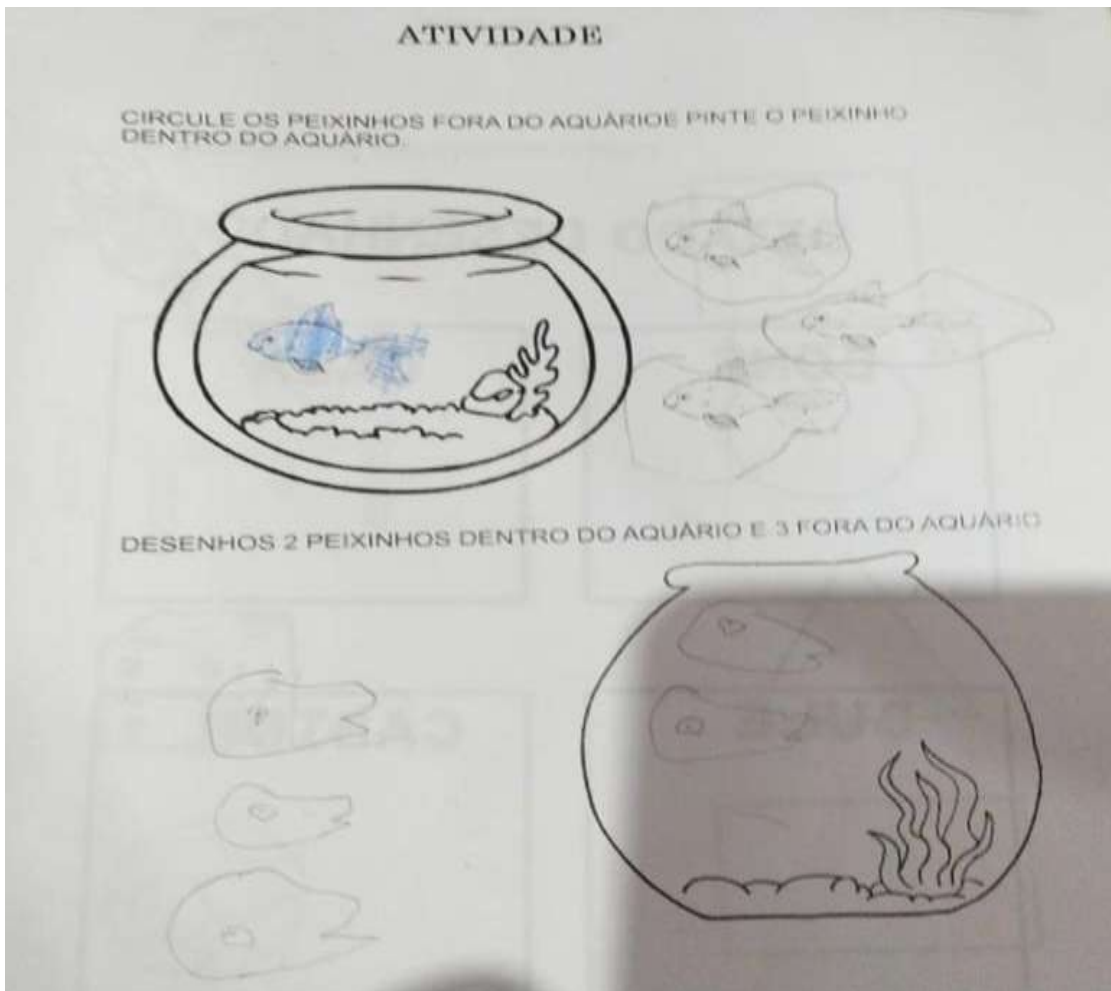 ATIVIDADE
CIRCULE OS PEIXINHOS FORA DO AQUÁRIOE PINTE O PEIXINHO
DENTRO DO AQUÁRIO.
DESENHOS 2 PEIXINHOS DENTRO DO AQUÁRIO E 3 FORA DO AQUÁRIO